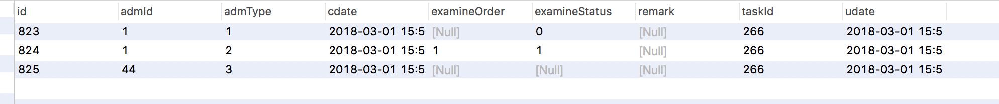 id admId admType cdate examineOrder examineStatus remark taskId udate
823 1 1 2018-03-01 15:5 [Null] 0 [Null] 266 2018-03-01 15:5
824 1 2 2018-03-01 15:5 1 1 [Null] 266 2018-03-01 15:5
825 44 3 2018-03-01 15:5 [Null] [Null] [Null] 266 2018-03-01 15:5